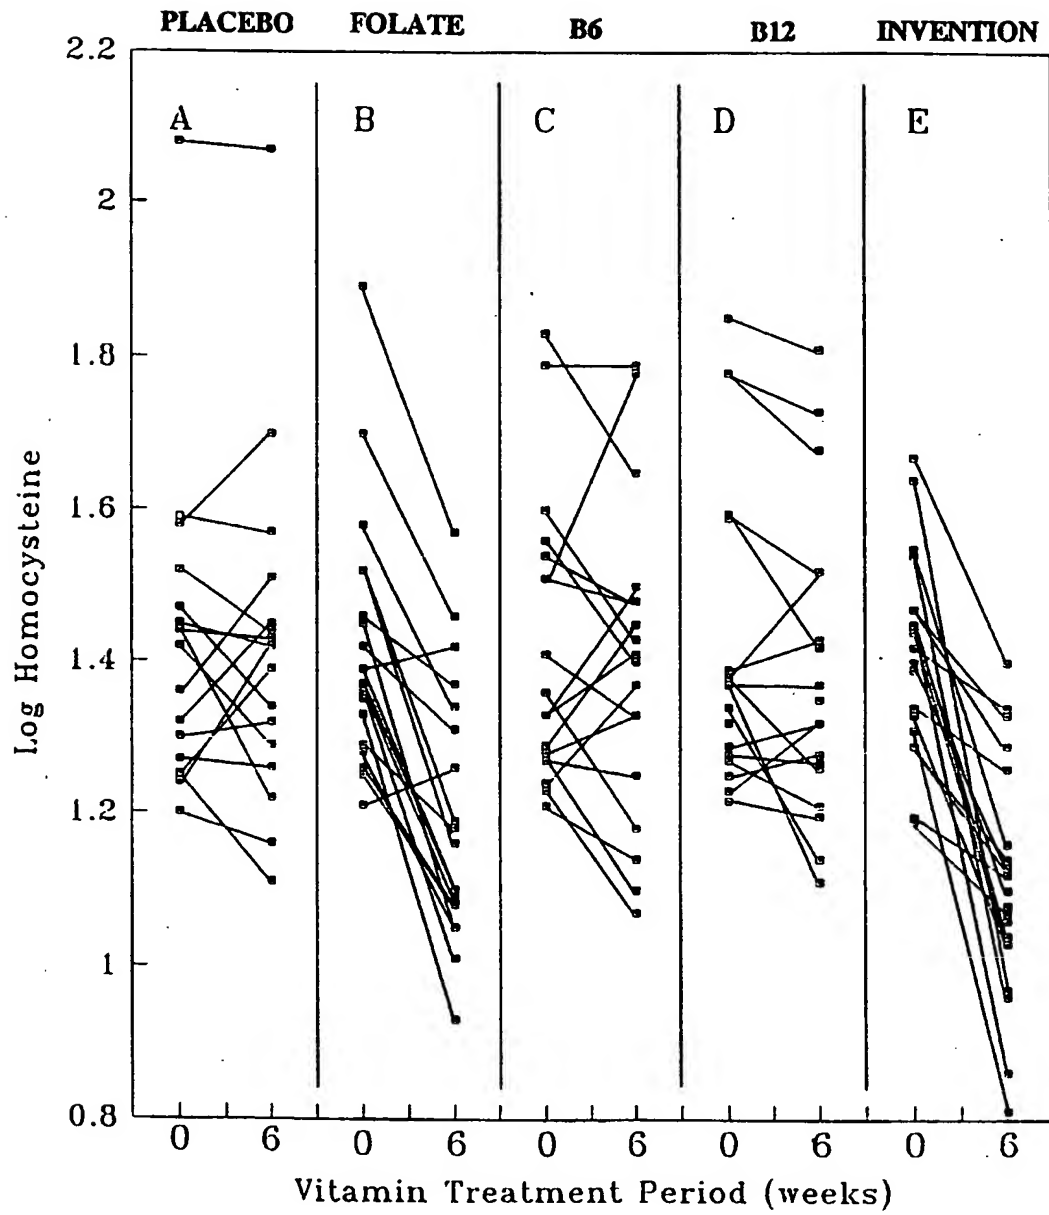 PLACEBO FOLATE B6 B12 INVENTION
2.2
A B C D E
2
1.8
1.6
1.4
1.2
1
0.8
Log Homocysteine
0 6 0 6 0 6 0 6 0 6
Vitamin Treatment Period (weeks)